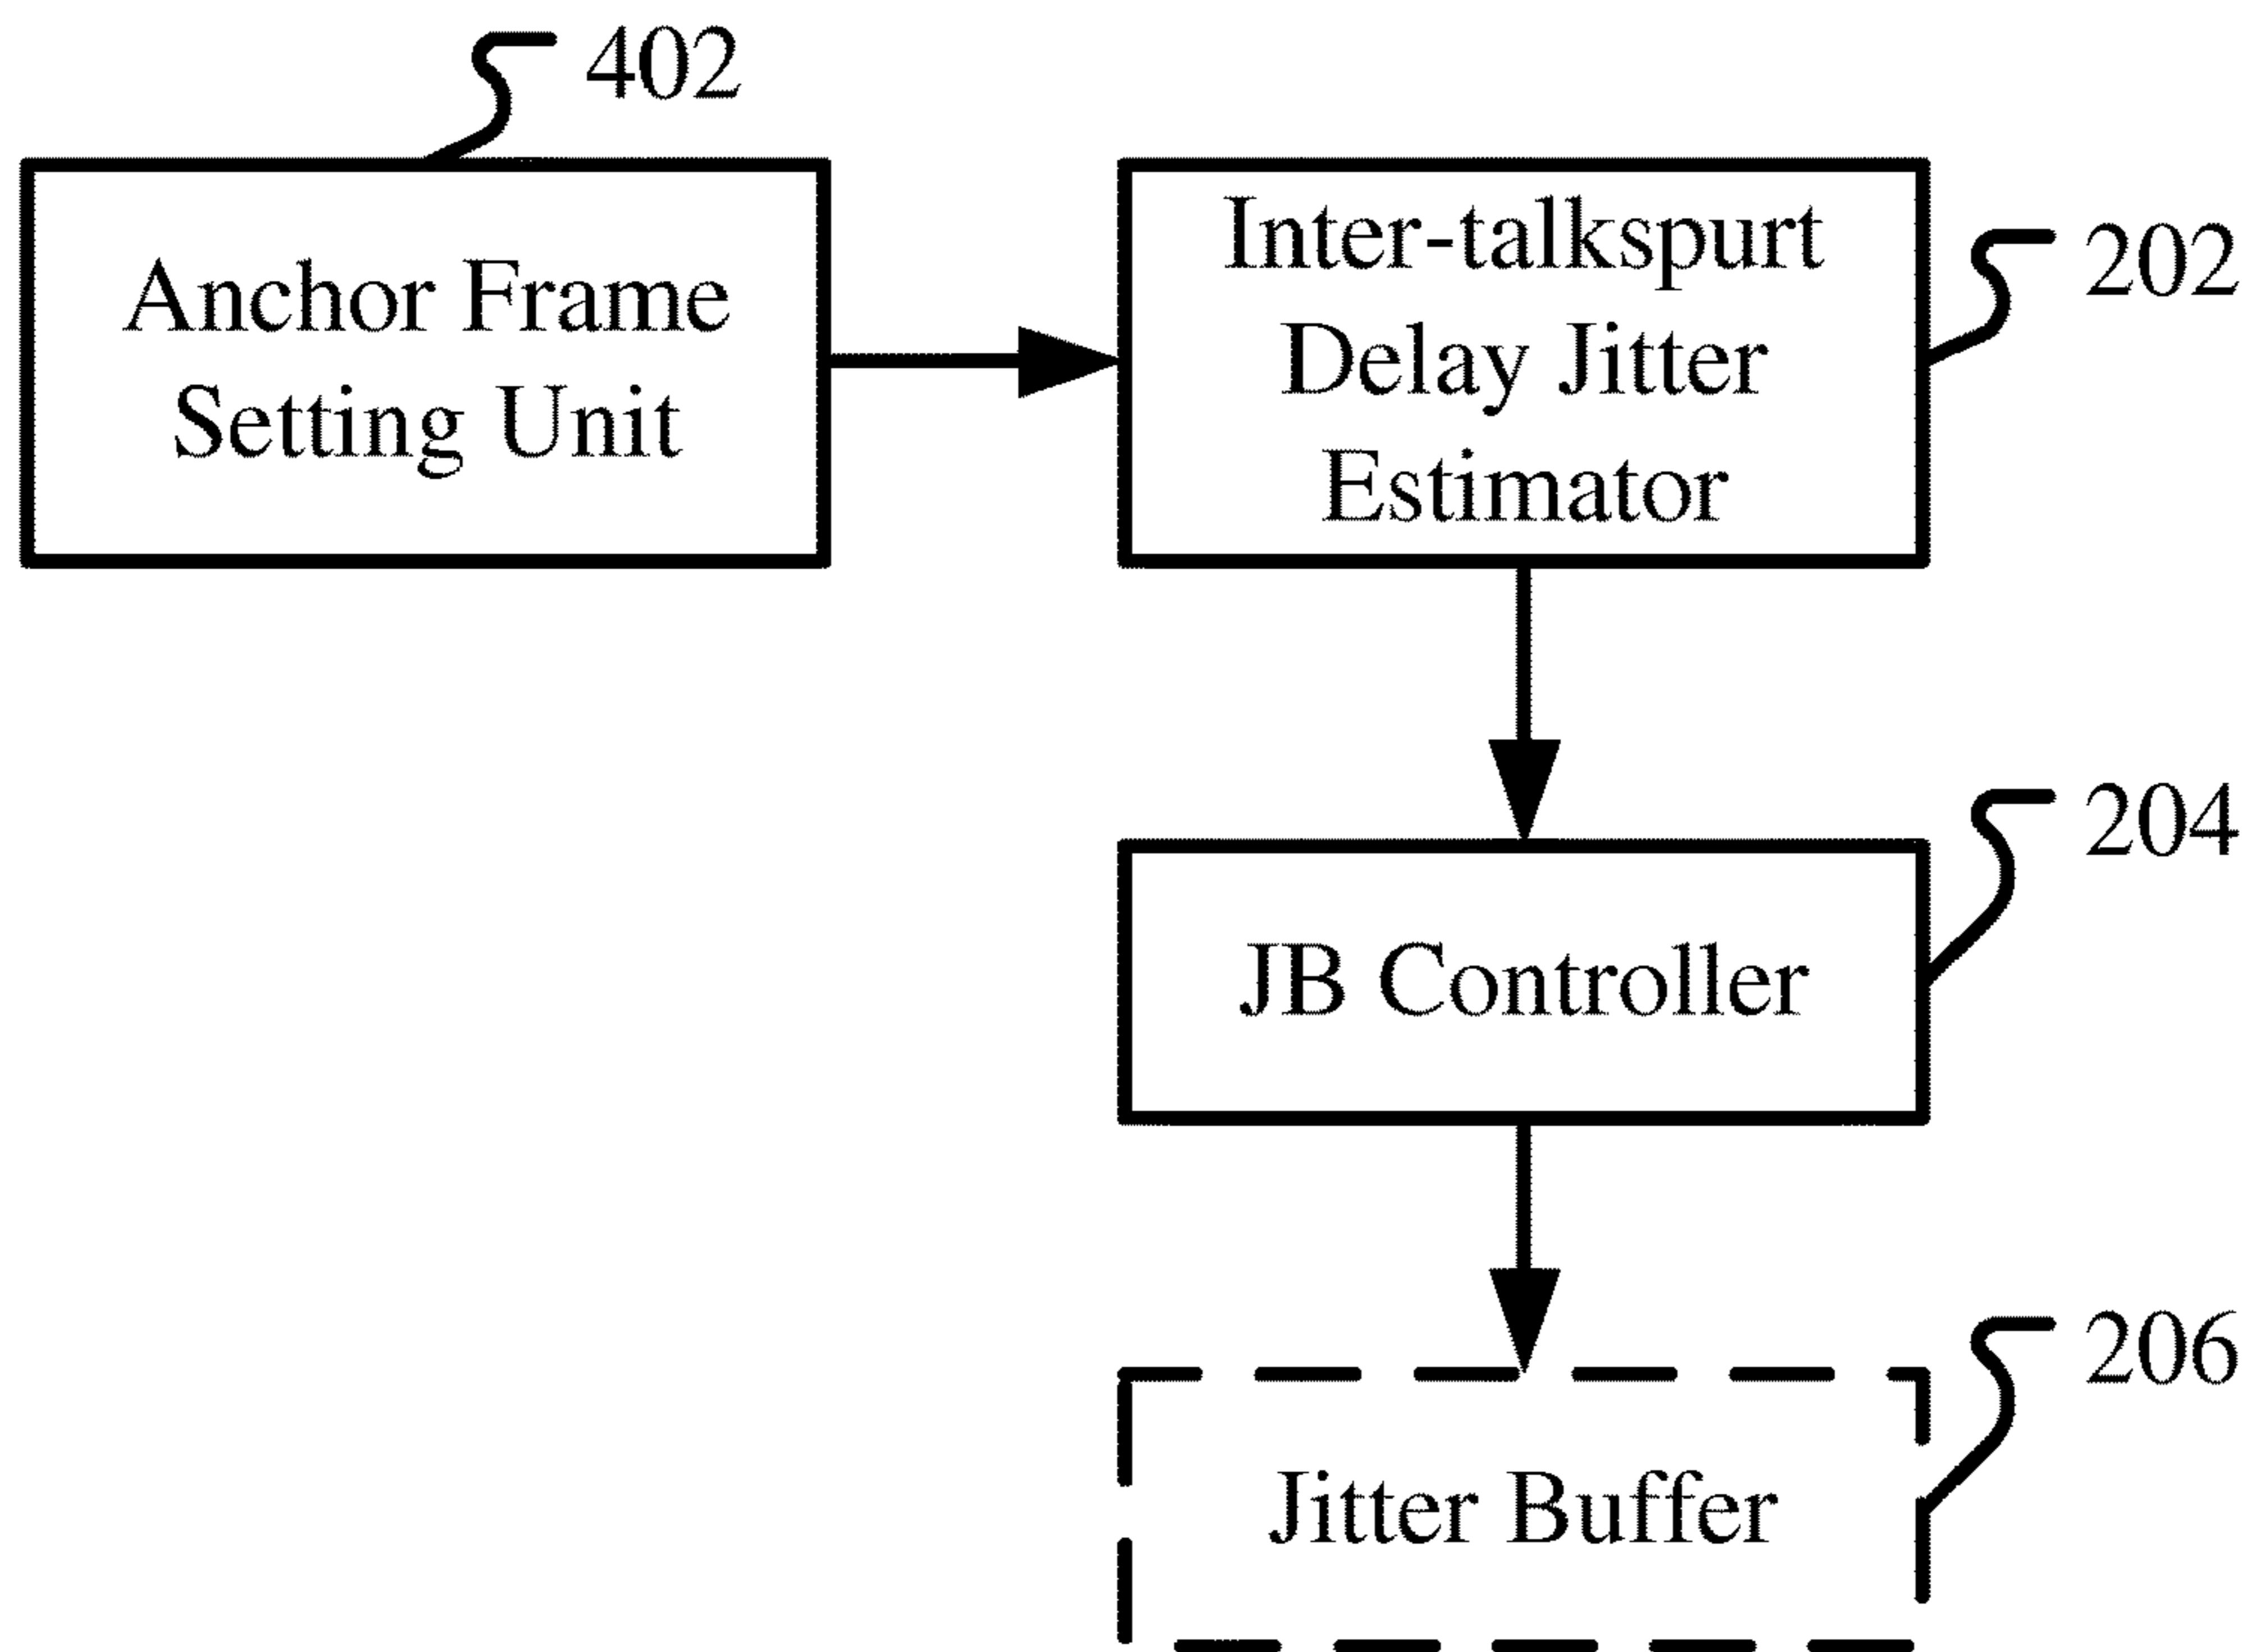 402
Anchor Frame
Setting Unit
Inter-talkspurt
Delay Jitter
Estimator
202
JB Controller
204
Jitter Buffer
206